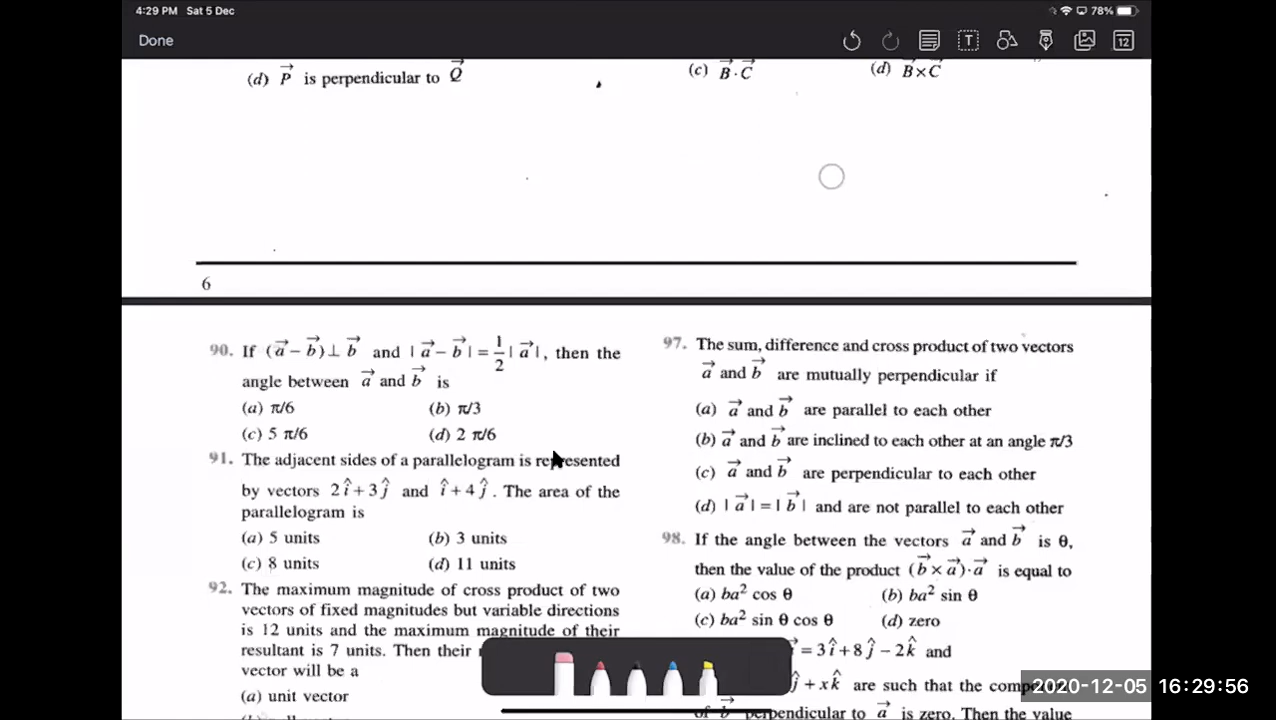 4:29 PM Sat 5 Dec
78%
Done
12
(d) P⃗ is perpendicular to Q⃗
(c) B⃗·C⃗ (d) B⃗×C⃗
6
90. If (a⃗ − b⃗) ⊥ b⃗ and |a⃗ − b⃗| = 1/2 |a⃗|, then the
angle between a⃗ and b⃗ is
(a) π/6 (b) π/3
(c) 5 π/6 (d) 2 π/6
91. The adjacent sides of a parallelogram is represented
by vectors 2î + 3ĵ and î + 4ĵ. The area of the
parallelogram is
(a) 5 units (b) 3 units
(c) 8 units (d) 11 units
92. The maximum magnitude of cross product of two
vectors of fixed magnitudes but variable directions
is 12 units and the maximum magnitude of their
resultant is 7 units. Then their
vector will be a
(a) unit vector
97. The sum, difference and cross product of two vectors
a⃗ and b⃗ are mutually perpendicular if
(a) a⃗ and b⃗ are parallel to each other
(b) a⃗ and b⃗ are inclined to each other at an angle π/3
(c) a⃗ and b⃗ are perpendicular to each other
(d) |a⃗| = |b⃗| and are not parallel to each other
98. If the angle between the vectors a⃗ and b⃗ is θ,
then the value of the product (b⃗ × a⃗)·a⃗ is equal to
(a) ba² cos θ (b) ba² sin θ
(c) ba² sin θ cos θ (d) zero
= 3î + 8ĵ − 2k̂ and
ĵ + xk̂ are such that the
of b⃗ perpendicular to a⃗ is zero. Then the value
2020-12-05 16:29:56